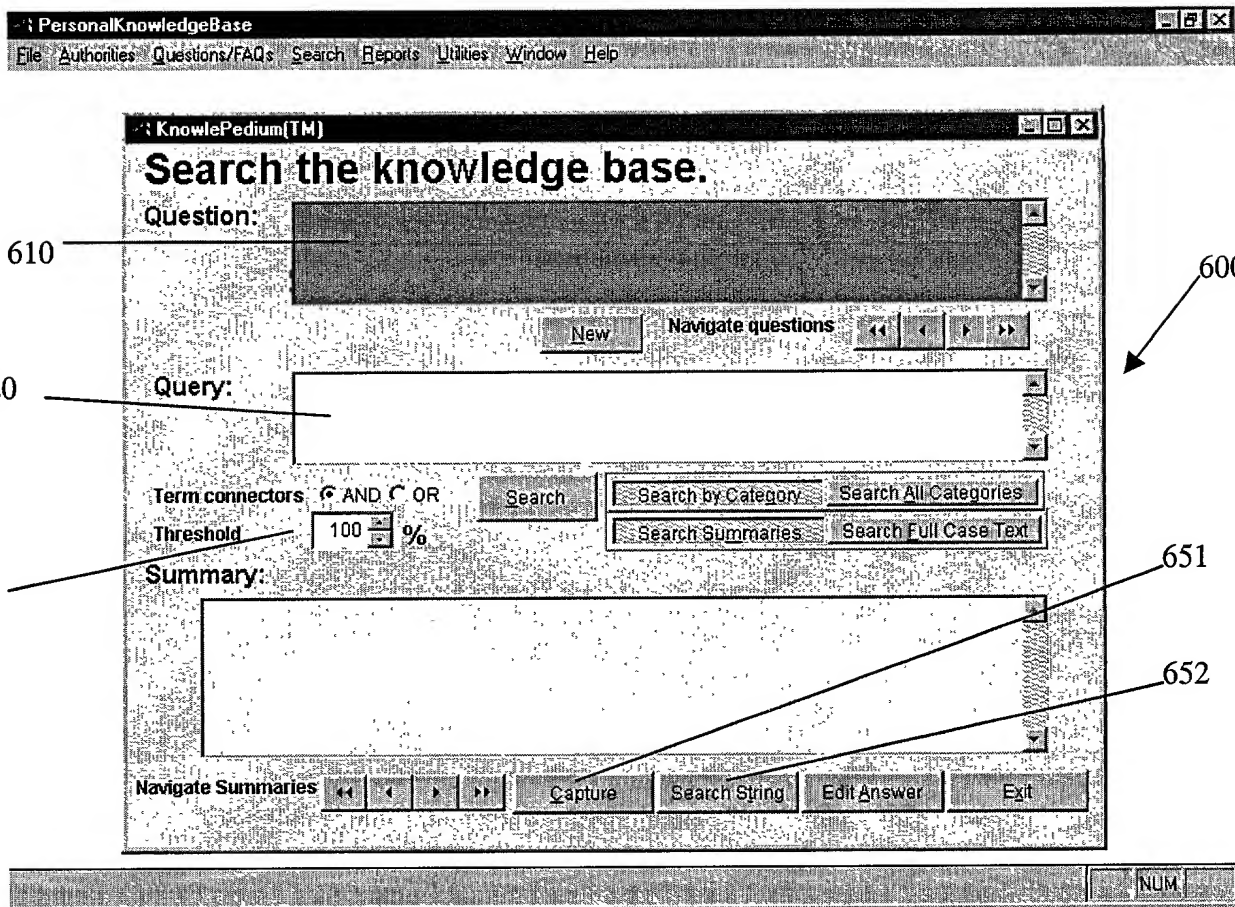 PersonalKnowledgeBase
File Authorities Questions/FAQs Search Reports Utilities Window Help
KnowlePedium(TM)
Search the knowledge base.
Question:
610
600
New Navigate questions
Query:
0
Term connectors AND OR Search Search by Category Search All Categories
Threshold 100 % Search Summaries Search Full Case Text
Summary:
651
652
Navigate Summaries Capture Search String Edit Answer Exit
NUM